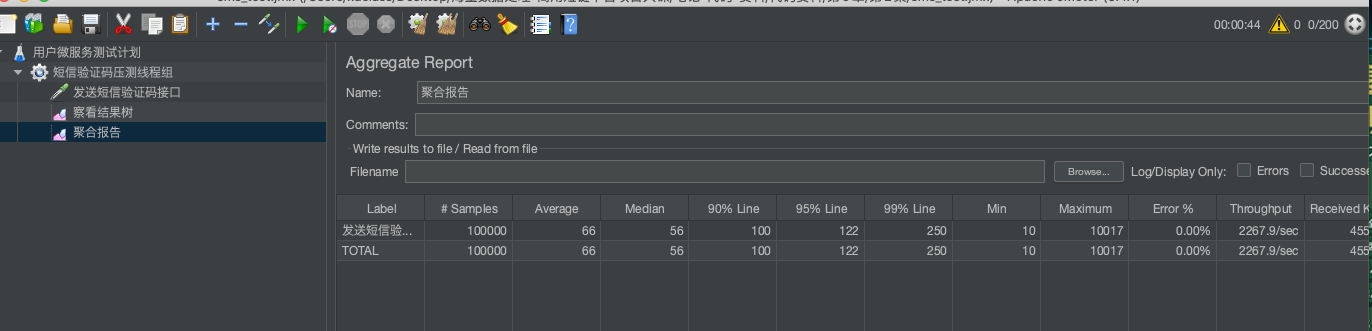 00:00:44 0 0/200
用户微服务测试计划
短信验证码压测线程组
发送短信验证码接口
察看结果树
聚合报告
Aggregate Report
Name: 聚合报告
Comments:
Write results to file / Read from file
Filename Browse... Log/Display Only: Errors Successe
Label # Samples Average Median 90% Line 95% Line 99% Line Min Maximum Error % Throughput Received K
发送短信验... 100000 66 56 100 122 250 10 10017 0.00% 2267.9/sec 455
TOTAL 100000 66 56 100 122 250 10 10017 0.00% 2267.9/sec 455